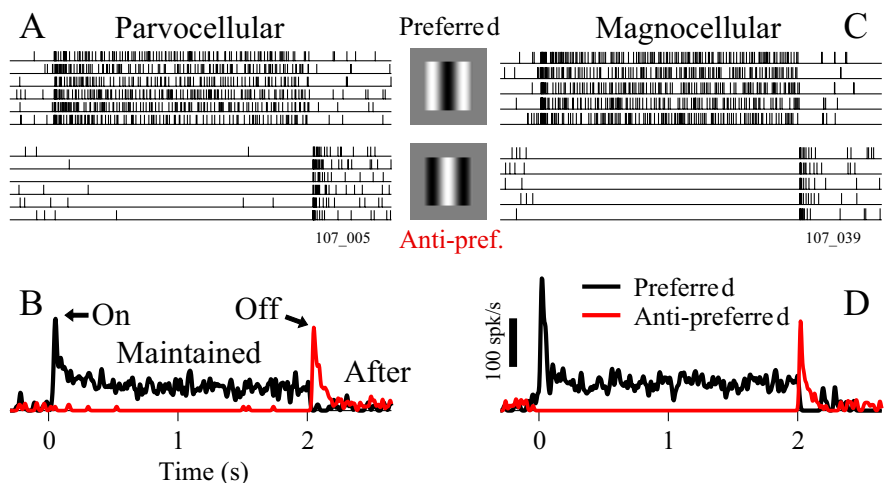 A Parvocellular Preferred Magnocellular C
107_005
Anti-pref.
107_039
B
On
Off
Maintained
After
100 spk/s
Preferred
Anti-preferred
D
0 1 2
0 1 2
Time (s)